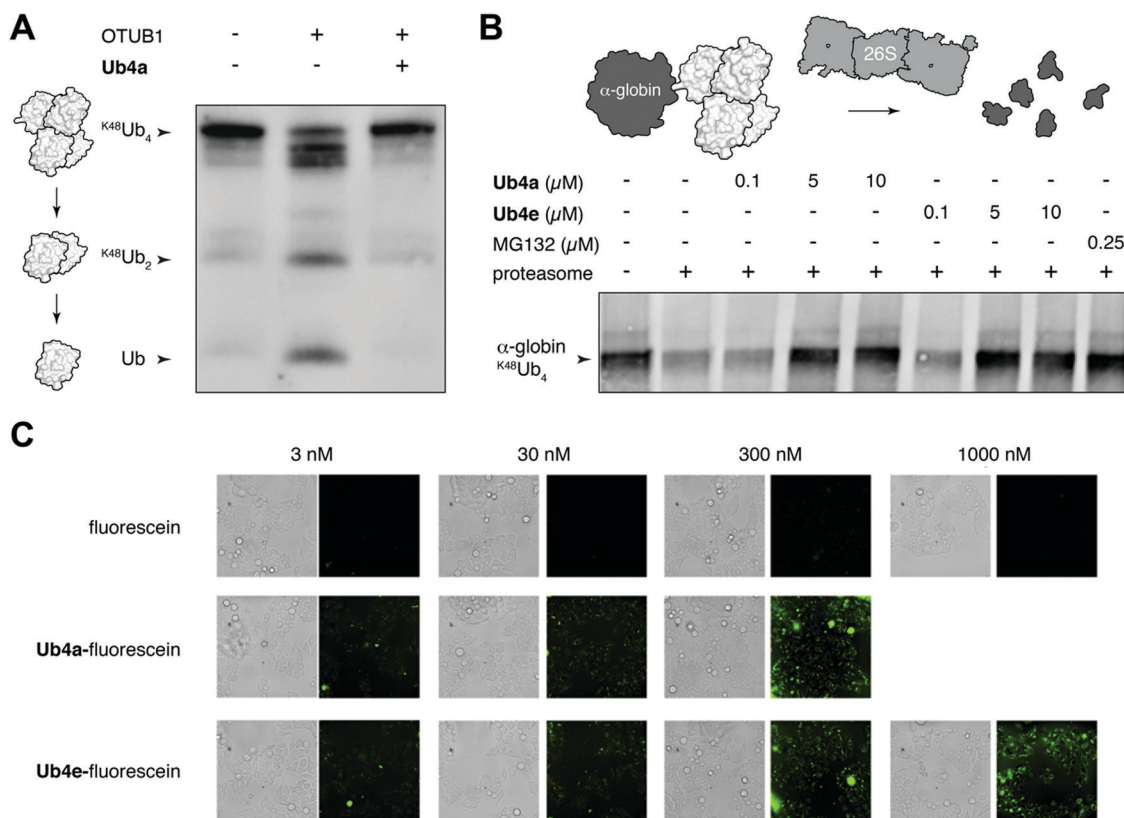 A
OTUB1 - + +
Ub4a - - +
K48Ub4
K48Ub2
Ub
B
α-globin
26S
Ub4a (μM) - - 0.1 5 10 - - - -
Ub4e (μM) - - - - - 0.1 5 10 -
MG132 (μM) - - - - - - - - 0.25
proteasome - + + + + + + + +
α-globin
K48Ub4
C
3 nM 30 nM 300 nM 1000 nM
fluorescein
Ub4a-fluorescein
Ub4e-fluorescein